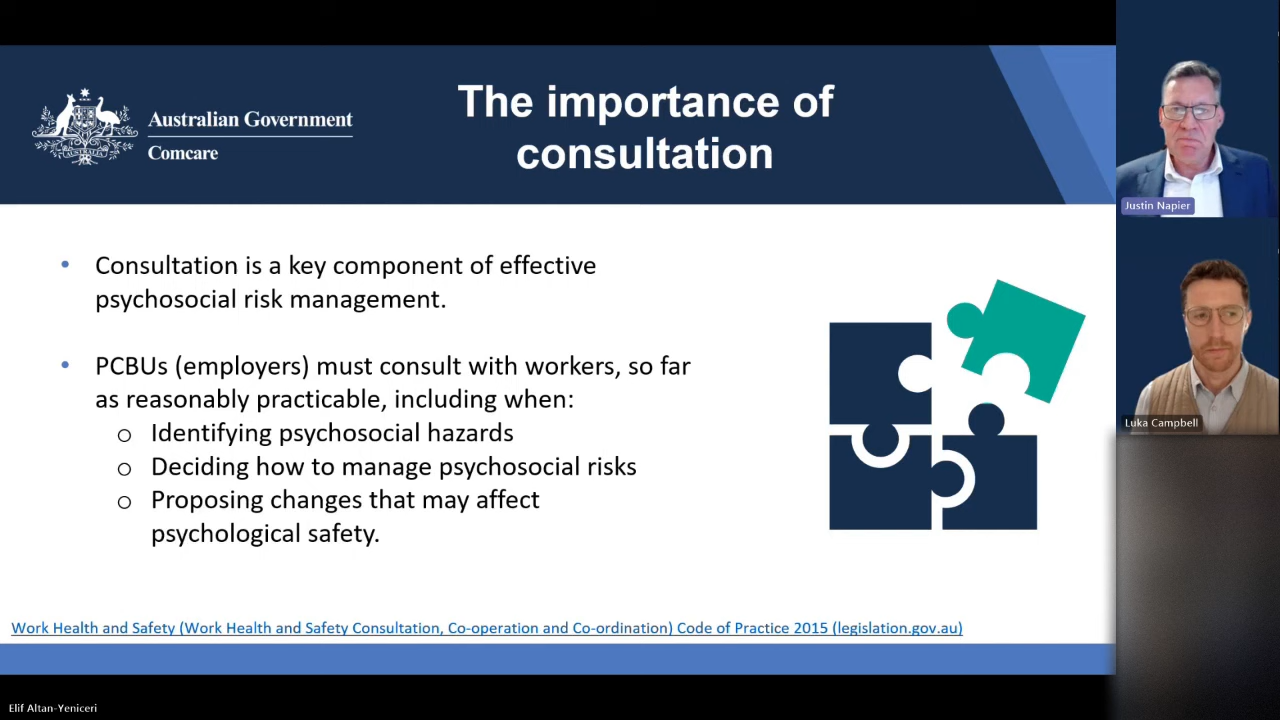 Australian Government
Comcare
The importance of
consultation
• Consultation is a key component of effective
psychosocial risk management.
• PCBUs (employers) must consult with workers, so far
as reasonably practicable, including when:
o Identifying psychosocial hazards
o Deciding how to manage psychosocial risks
o Proposing changes that may affect
psychological safety.
Work Health and Safety (Work Health and Safety Consultation, Co-operation and Co-ordination) Code of Practice 2015 (legislation.gov.au)
Justin Napier
Luka Campbell
Elif Altan-Yeniceri